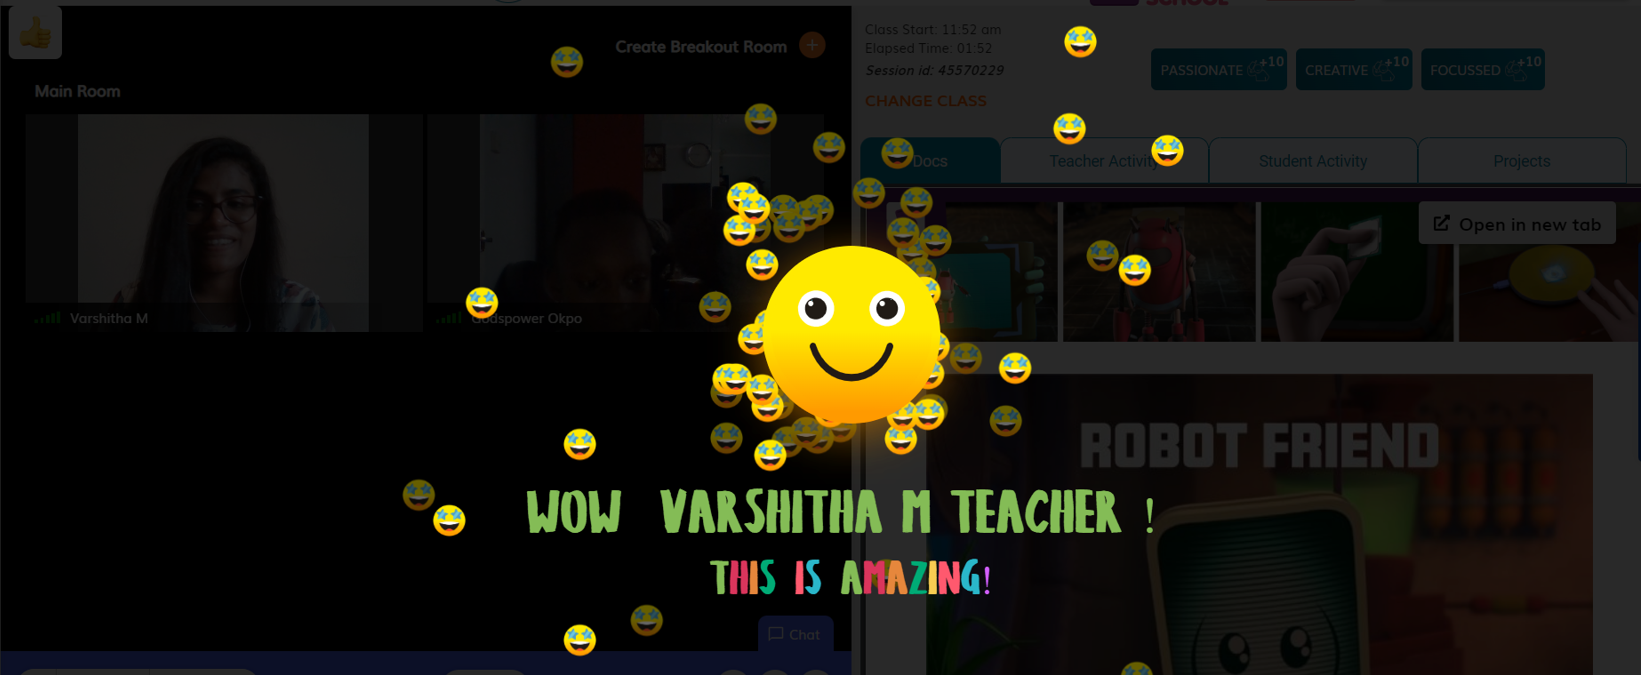 SCHOOL
Create Breakout Room
Main Room
Varshitha M
Godspower Okpo
Class Start: 11:52 am
Elapsed Time: 01:52
Session id: 45570229
CHANGE CLASS
PASSIONATE +10
CREATIVE +10
FOCUSSED +10
Docs
Teacher Activity
Student Activity
Projects
Open in new tab
ROBOT FRIEND
WOW VARSHITHA M TEACHER !
THIS IS AMAZING!
Chat